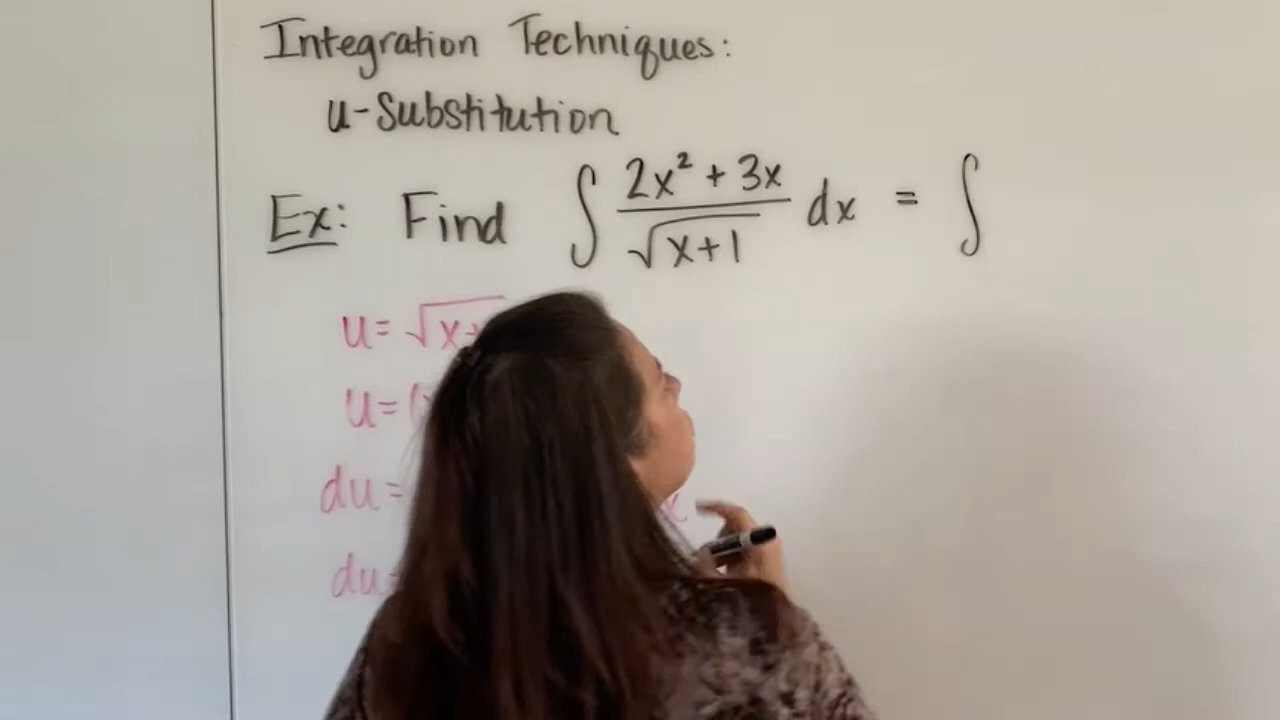 Integration Techniques:
u-Substitution
Ex: Find ∫ (2x² + 3x)/√(x+1) dx = ∫
u = √x+
u = (
du =
x
du